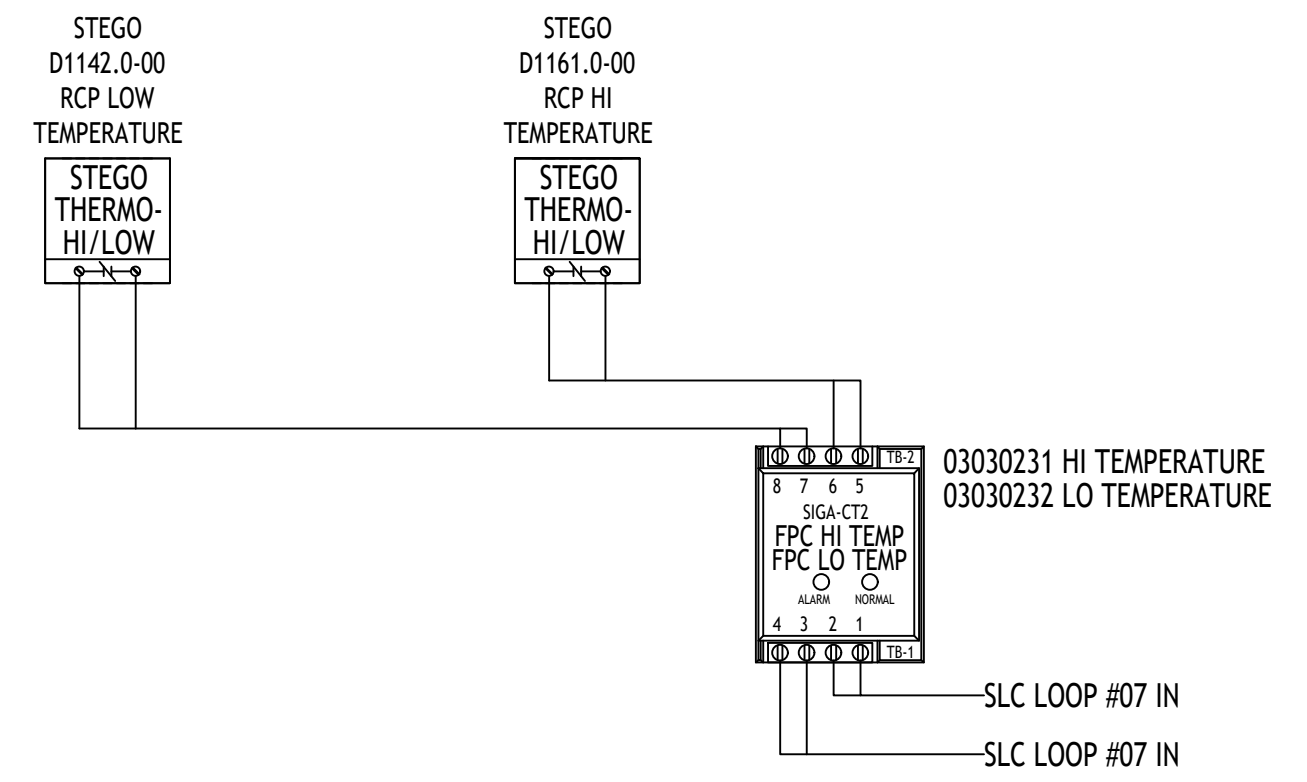 STEGO
D1142.0-00
RCP LOW
TEMPERATURE
STEGO
THERMO-
HI/LOW
STEGO
D1161.0-00
RCP HI
TEMPERATURE
STEGO
THERMO-
HI/LOW
TB-2
8 7 6 5
SIGA-CT2
FPC HI TEMP
FPC LO TEMP
ALARM NORMAL
4 3 2 1
TB-1
03030231 HI TEMPERATURE
03030232 LO TEMPERATURE
SLC LOOP #07 IN
SLC LOOP #07 IN